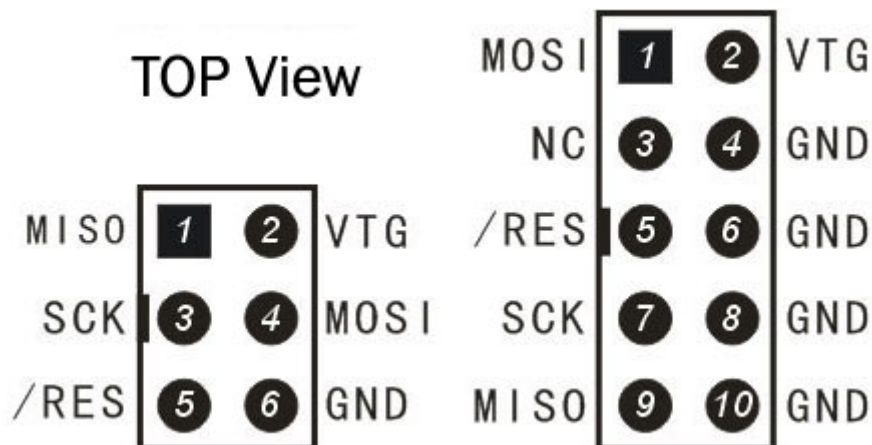 TOP View
MISO 1 2 VTG
SCK 3 4 MOSI
/RES 5 6 GND
MOSI 1 2 VTG
NC 3 4 GND
/RES 5 6 GND
SCK 7 8 GND
MISO 9 10 GND